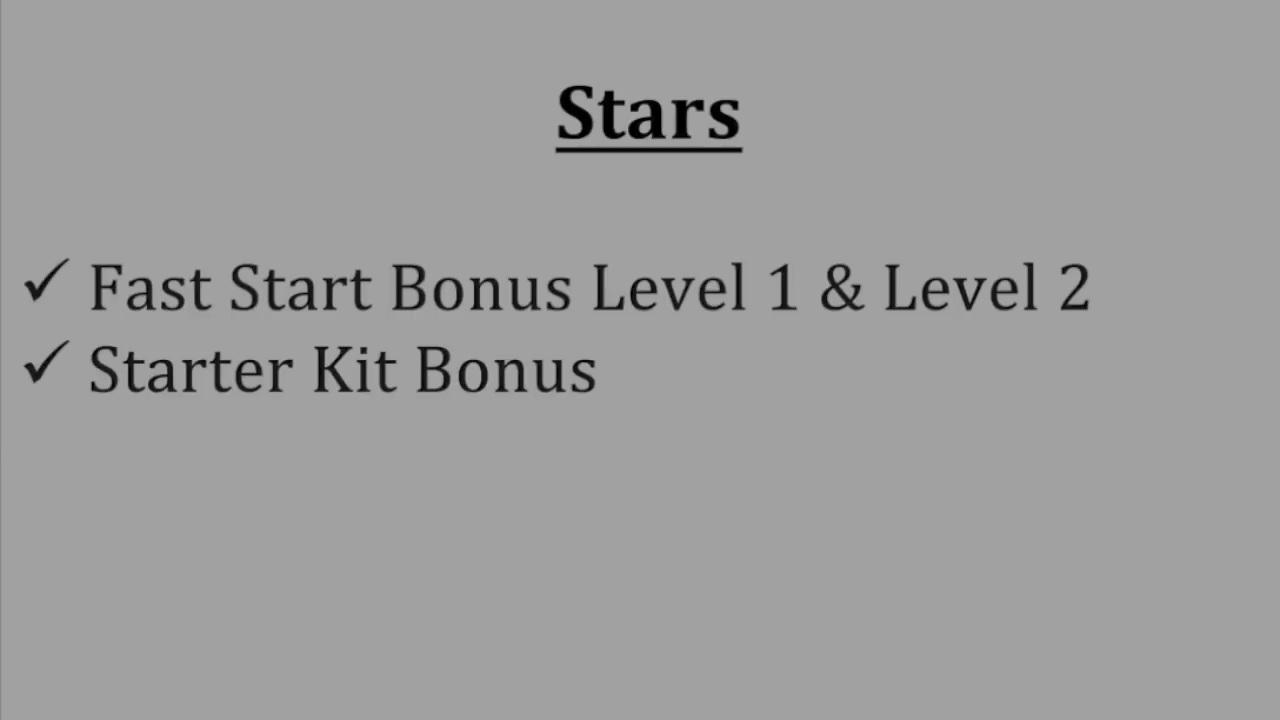 Stars
✓ Fast Start Bonus Level 1 & Level 2
✓ Starter Kit Bonus